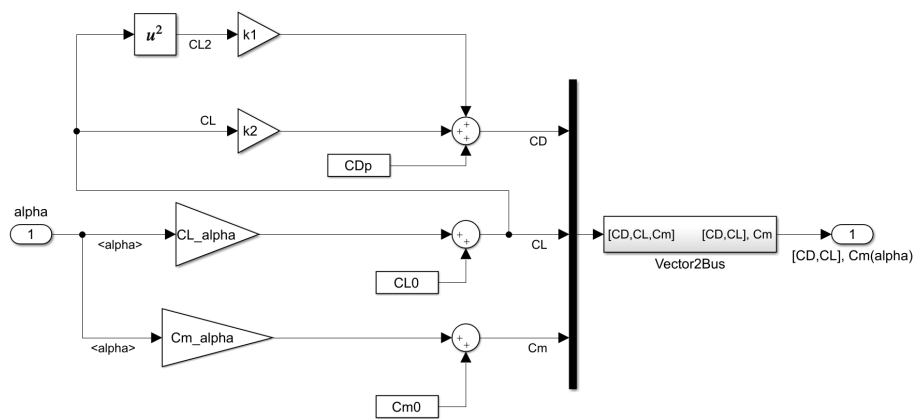 u²
CL2
k1
CL
k2
+
+
+
CD
CDp
alpha
1
<alpha>
CL_alpha
+
+
CL
[CD,CL,Cm]
[CD,CL], Cm
Vector2Bus
1
[CD,CL], Cm(alpha)
CL0
<alpha>
Cm_alpha
+
+
Cm
Cm0